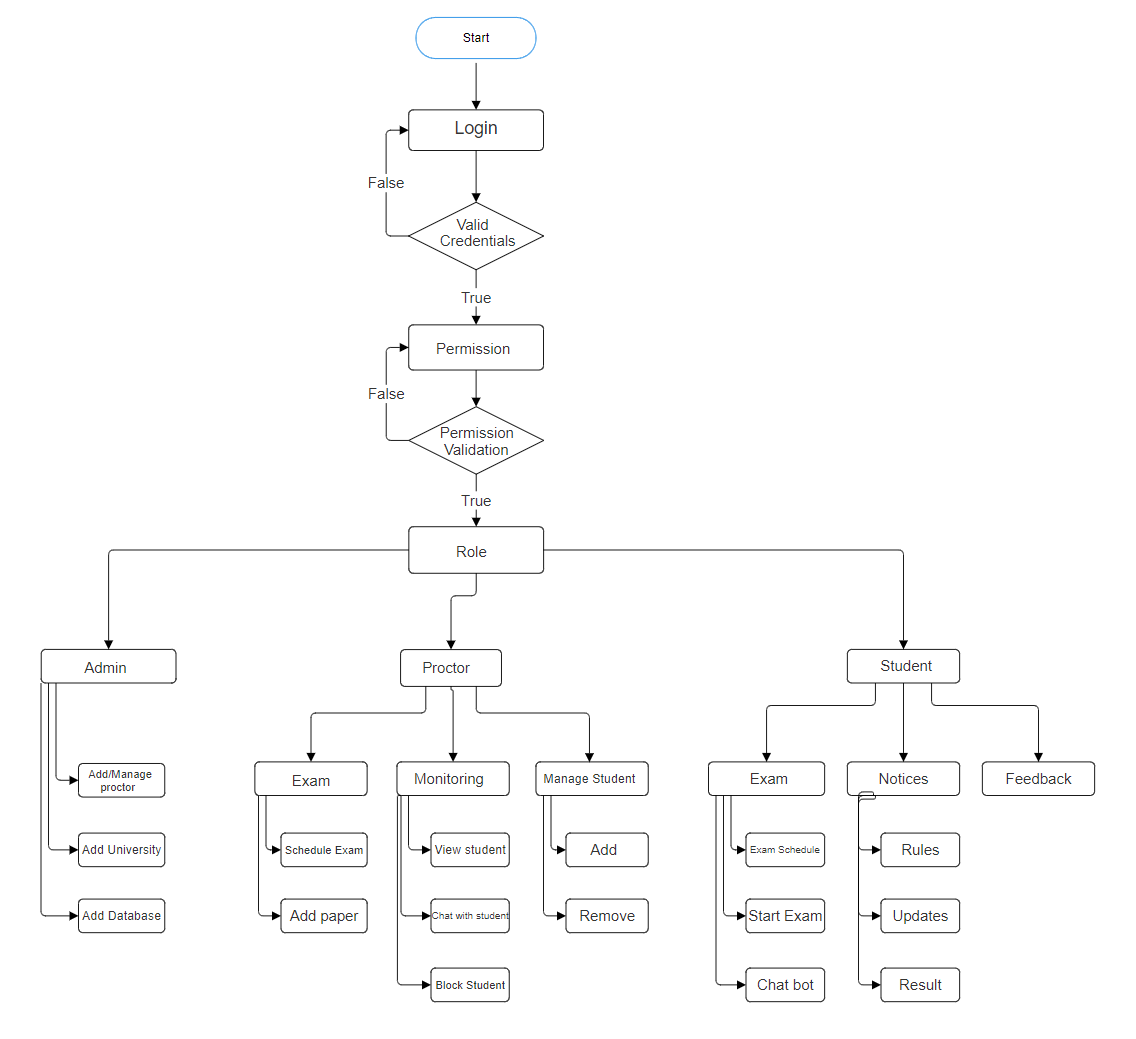 Start
Login
False
Valid
Credentials
True
Permission
False
Permission
Validation
True
Role
Admin
Proctor
Student
Add/Manage
proctor
Exam
Monitoring
Manage Student
Exam
Notices
Feedback
Add University
Schedule Exam
View student
Add
Exam Schedule
Rules
Add Database
Add paper
Chat with student
Remove
Start Exam
Updates
Block Student
Chat bot
Result